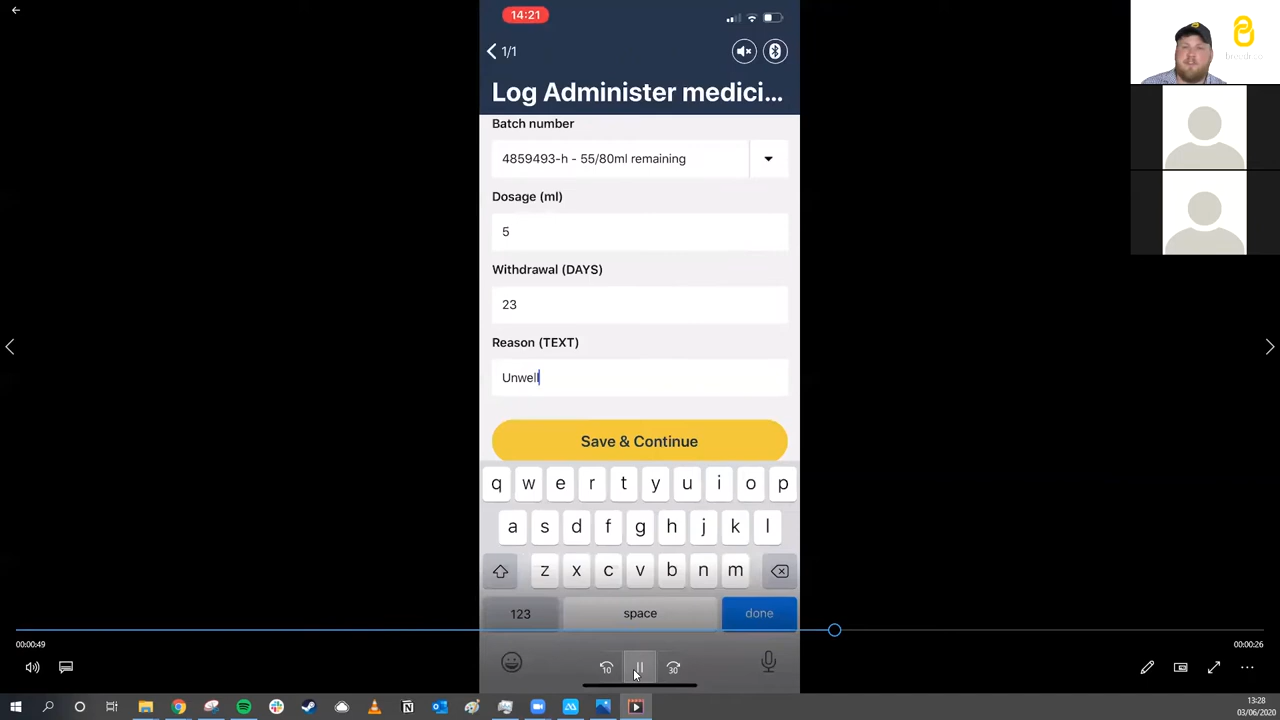 14:21
1/1
Log Administer medici...
Batch number
4859493-h - 55/80ml remaining
Dosage (ml)
5
Withdrawal (DAYS)
23
Reason (TEXT)
Unwell
Save & Continue
q w e r t y u i o p
a s d f g h j k l
z x c v b n m
123 space done
00:00:49
00:00:26
10
30
13:28
03/06/2020